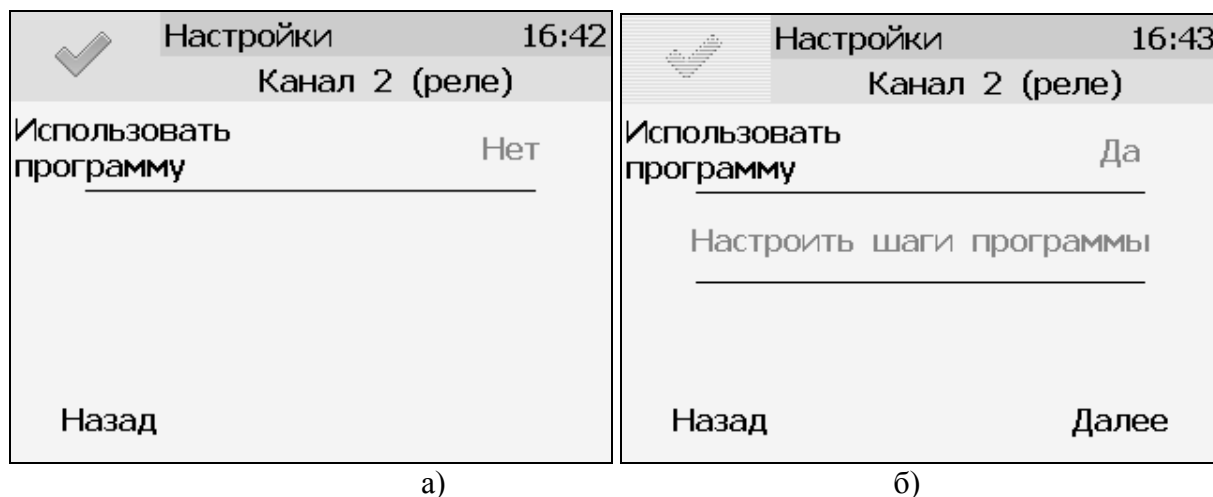 Настройки 16:42
Канал 2 (реле)
Использовать
программу
Нет
Назад
а)
Настройки 16:43
Канал 2 (реле)
Использовать
программу
Да
Настроить шаги программы
Назад Далее
б)